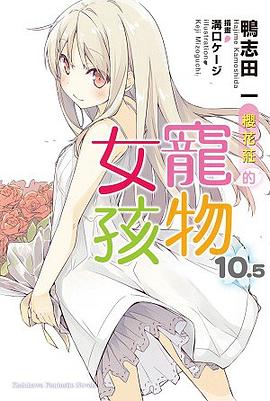 鴨志田 一
Hajime Kamoshida
插畫
溝口ケージ
illustration
Keji Mizoguchi
櫻花莊
的
寵物
女孩
10.5
Kadokawa Fantastic Novels